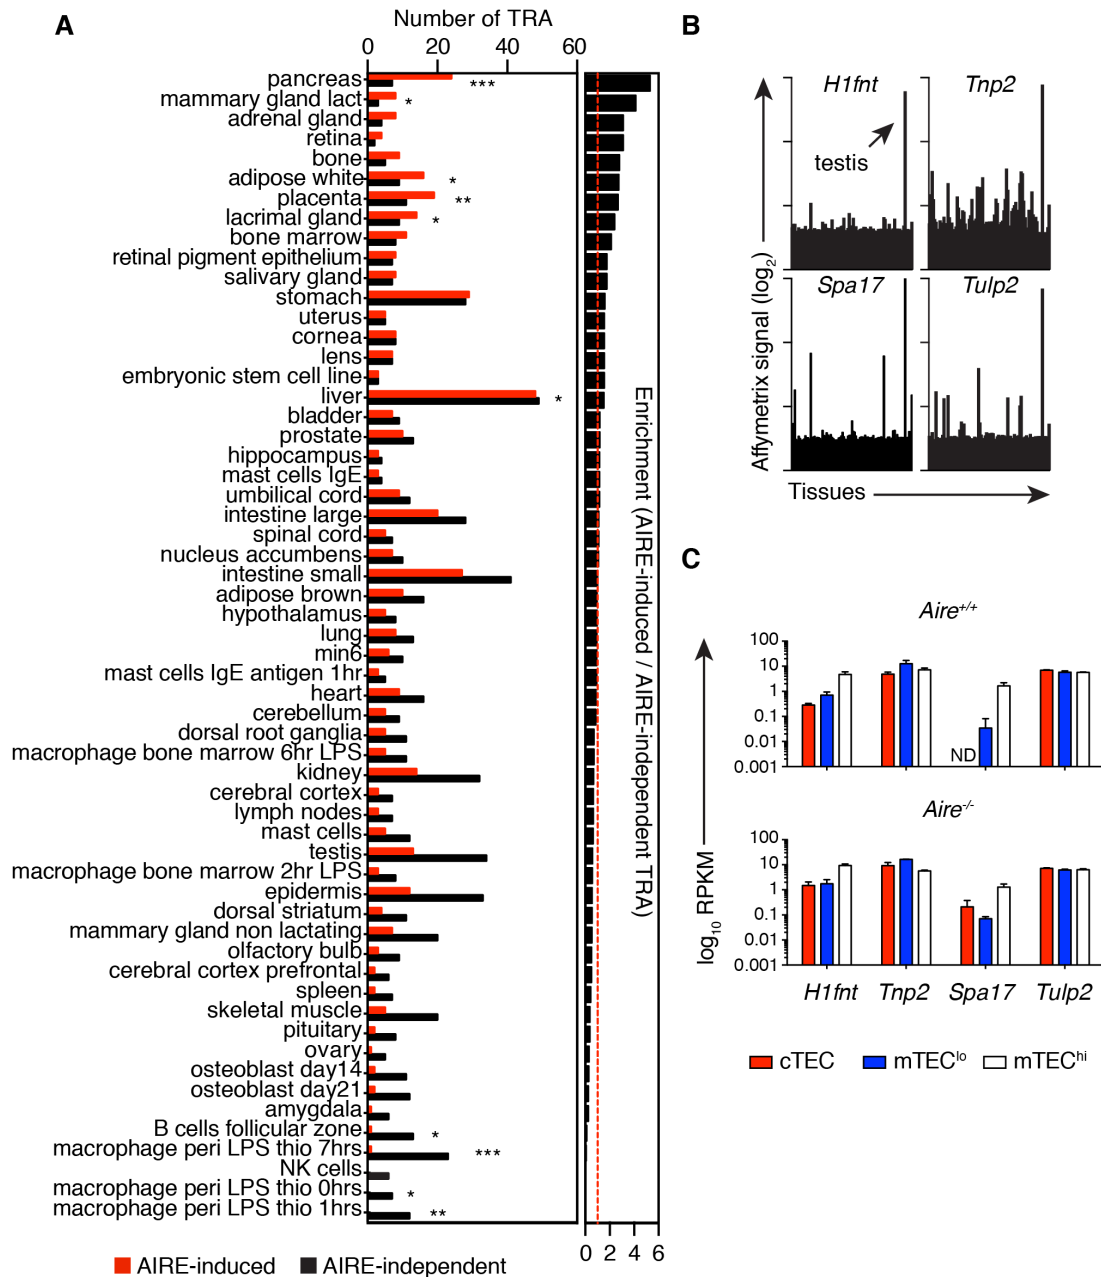 A
Number of TRA
0 20 40 60
pancreas ***
mammary gland lact *
adrenal gland
retina
bone
adipose white *
placenta **
lacrimal gland *
bone marrow
retinal pigment epithelium
salivary gland
stomach
uterus
cornea
lens
embryonic stem cell line
liver *
bladder
prostate
hippocampus
mast cells IgE
umbilical cord
intestine large
spinal cord
nucleus accumbens
intestine small
adipose brown
hypothalamus
lung
min6
mast cells IgE antigen 1hr
heart
cerebellum
dorsal root ganglia
macrophage bone marrow 6hr LPS
kidney
cerebral cortex
lymph nodes
mast cells
testis
macrophage bone marrow 2hr LPS
epidermis
dorsal striatum
mammary gland non lactating
olfactory bulb
cerebral cortex prefrontal
spleen
skeletal muscle
pituitary
ovary
osteoblast day14
osteoblast day21
amygdala
B cells follicular zone *
macrophage peri LPS thio 7hrs ***
NK cells
macrophage peri LPS thio 0hrs *
macrophage peri LPS thio 1hrs **
Enrichment (AIRE-induced / AIRE-independent TRA)
0 2 4 6
AIRE-induced AIRE-independent
B
H1fnt Tnp2
testis
Spa17 Tulp2
Affymetrix signal (log2)
Tissues
C
Aire+/+
100
10
1
0.1
0.01
0.001
ND
Aire-/-
100
10
1
0.1
0.01
0.001
log10 RPKM
H1fnt Tnp2 Spa17 Tulp2
cTEC mTEClo mTEChi